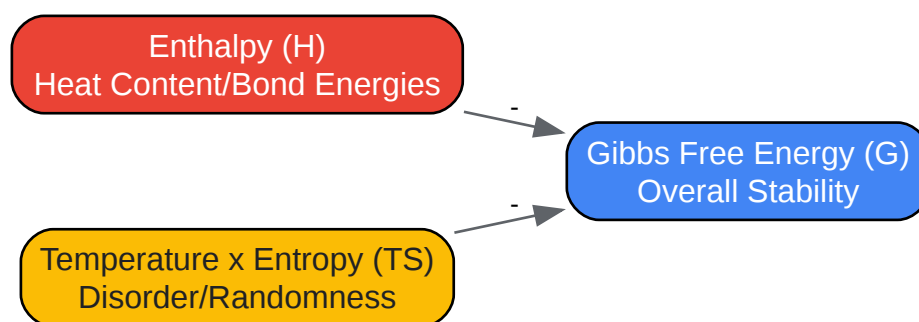 Enthalpy (H)
Heat Content/Bond Energies
-
Gibbs Free Energy (G)
Overall Stability
-
Temperature x Entropy (TS)
Disorder/Randomness